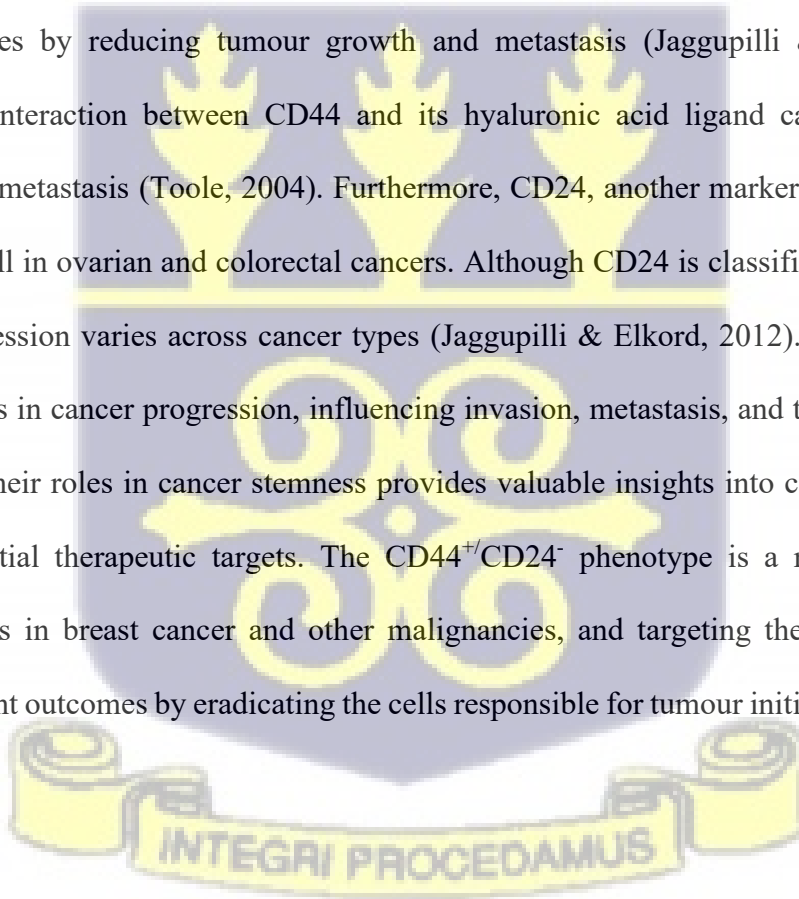 es by reducing tumour growth and metastasis (Jaggupilli
nteraction between CD44 and its hyaluronic acid ligand ca
metastasis (Toole, 2004). Furthermore, CD24, another marker
ll in ovarian and colorectal cancers. Although CD24 is classifi
ession varies across cancer types (Jaggupilli & Elkord, 2012).
s in cancer progression, influencing invasion, metastasis, and t
heir roles in cancer stemness provides valuable insights into c
tial therapeutic targets. The CD44⁺/CD24⁻ phenotype is a
s in breast cancer and other malignancies, and targeting the
nt outcomes by eradicating the cells responsible for tumour initi
INTEGRI PROCEDAMUS